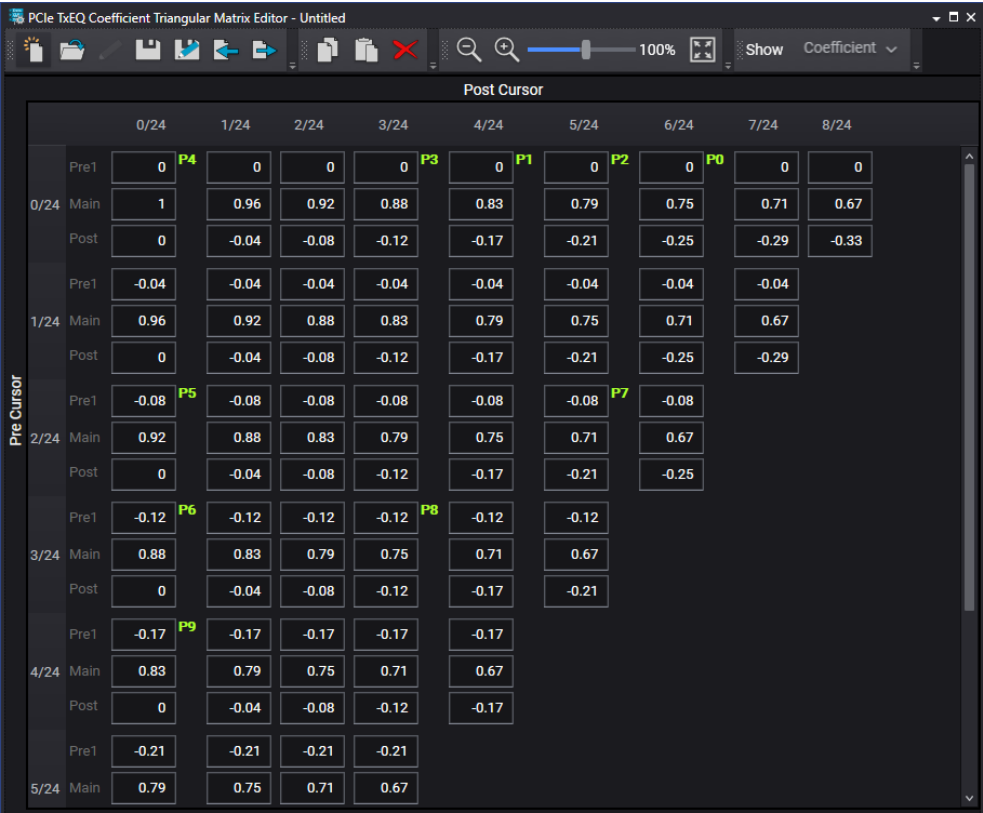 PCIe TxEQ Coefficient Triangular Matrix Editor - Untitled
100% Show Coefficient
Post Cursor
0/24 1/24 2/24 3/24 4/24 5/24 6/24 7/24 8/24
Pre Cursor
Pre1 0 P4 0 0 0 P3 0 P1 0 P2 0 P0 0 0
0/24 Main 1 0.96 0.92 0.88 0.83 0.79 0.75 0.71 0.67
Post 0 -0.04 -0.08 -0.12 -0.17 -0.21 -0.25 -0.29 -0.33
Pre1 -0.04 -0.04 -0.04 -0.04 -0.04 -0.04 -0.04 -0.04
1/24 Main 0.96 0.92 0.88 0.83 0.79 0.75 0.71 0.67
Post 0 -0.04 -0.08 -0.12 -0.17 -0.21 -0.25 -0.29
Pre1 -0.08 P5 -0.08 -0.08 -0.08 -0.08 -0.08 P7 -0.08
2/24 Main 0.92 0.88 0.83 0.79 0.75 0.71 0.67
Post 0 -0.04 -0.08 -0.12 -0.17 -0.21 -0.25
Pre1 -0.12 P6 -0.12 -0.12 -0.12 P8 -0.12 -0.12
3/24 Main 0.88 0.83 0.79 0.75 0.71 0.67
Post 0 -0.04 -0.08 -0.12 -0.17 -0.21
Pre1 -0.17 P9 -0.17 -0.17 -0.17 -0.17
4/24 Main 0.83 0.79 0.75 0.71 0.67
Post 0 -0.04 -0.08 -0.12 -0.17
Pre1 -0.21 -0.21 -0.21 -0.21
5/24 Main 0.79 0.75 0.71 0.67